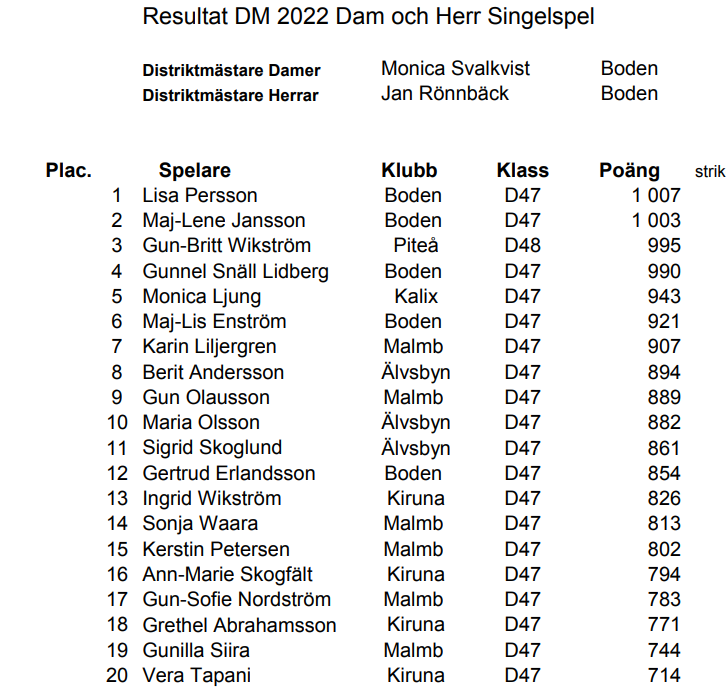 Resultat DM 2022 Dam och Herr Singelspel
Distriktmästare Damer Monica Svalkvist Boden
Distriktmästare Herrar Jan Rönnbäck Boden
Plac. Spelare Klubb Klass Poäng strik
1 Lisa Persson Boden D47 1 007
2 Maj-Lene Jansson Boden D47 1 003
3 Gun-Britt Wikström Piteå D48 995
4 Gunnel Snäll Lidberg Boden D47 990
5 Monica Ljung Kalix D47 943
6 Maj-Lis Enström Boden D47 921
7 Karin Liljergren Malmb D47 907
8 Berit Andersson Älvsbyn D47 894
9 Gun Olausson Malmb D47 889
10 Maria Olsson Älvsbyn D47 882
11 Sigrid Skoglund Älvsbyn D47 861
12 Gertrud Erlandsson Boden D47 854
13 Ingrid Wikström Kiruna D47 826
14 Sonja Waara Malmb D47 813
15 Kerstin Petersen Malmb D47 802
16 Ann-Marie Skogfält Kiruna D47 794
17 Gun-Sofie Nordström Malmb D47 783
18 Grethel Abrahamsson Kiruna D47 771
19 Gunilla Siira Malmb D47 744
20 Vera Tapani Kiruna D47 714